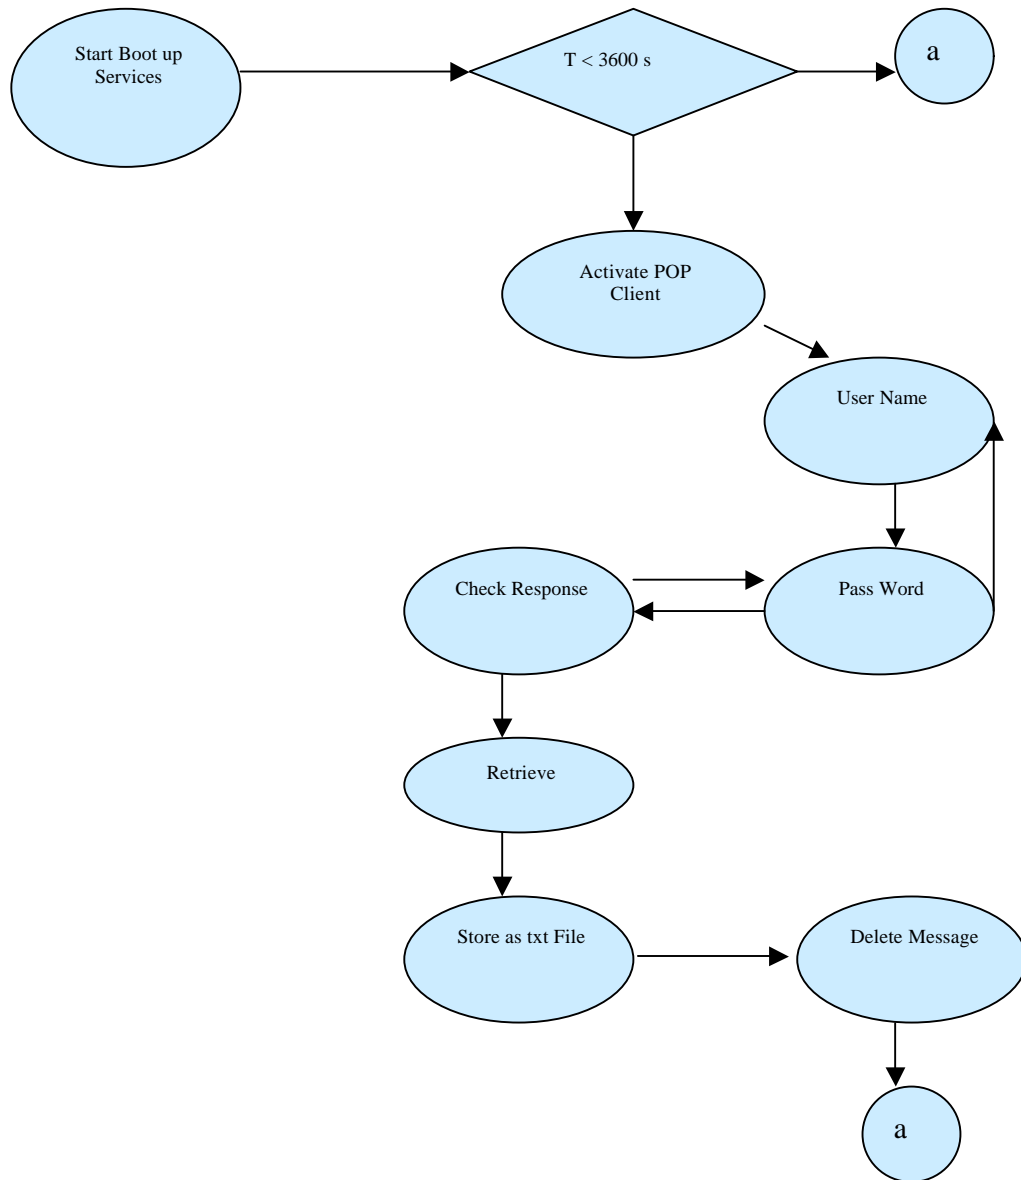 Start Boot up
Services
T < 3600 s
a
Activate POP
Client
User Name
Check Response
Pass Word
Retrieve
Store as txt File
Delete Message
a